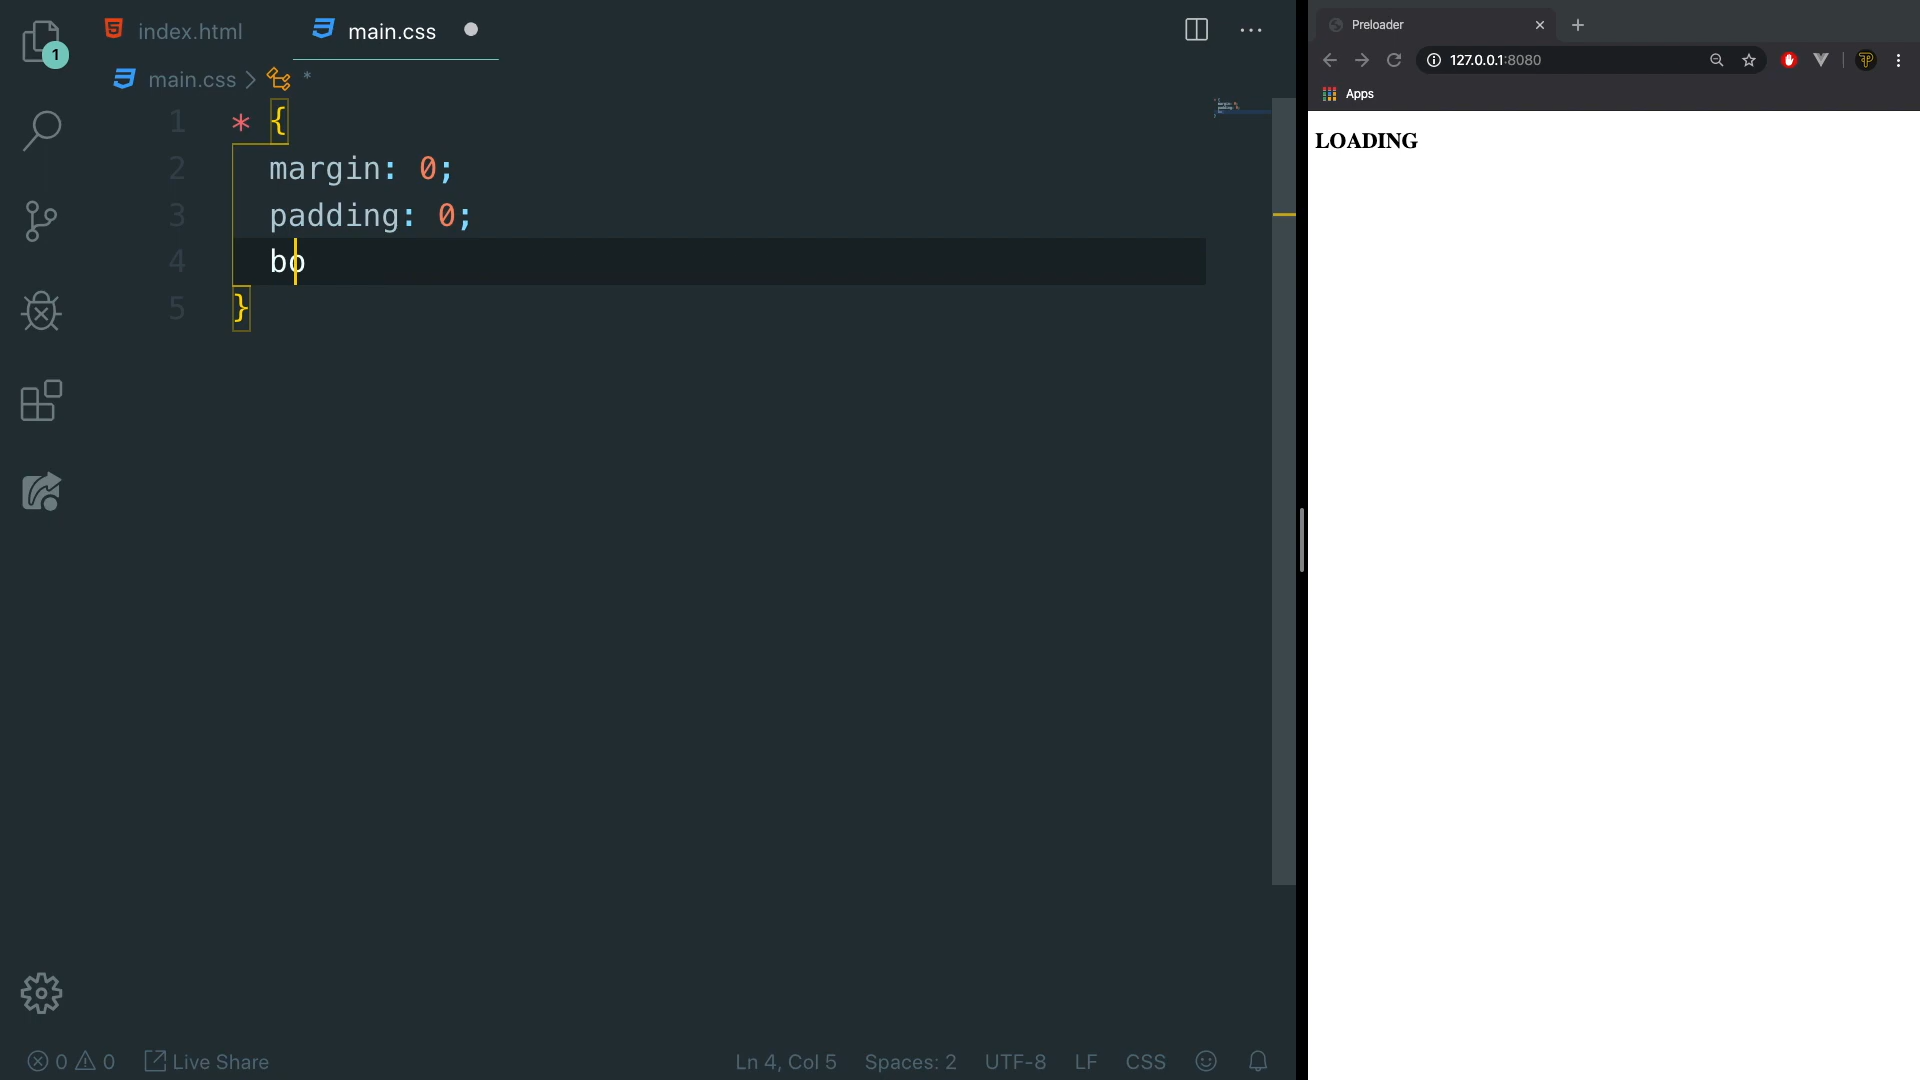 1
index.html
main.css
main.css > *
1 * {
2 margin: 0;
3 padding: 0;
4 bo
5 }
0 0 Live Share Ln 4, Col 5 Spaces: 2 UTF-8 LF CSS
Preloader
127.0.0.1:8080
Apps
LOADING